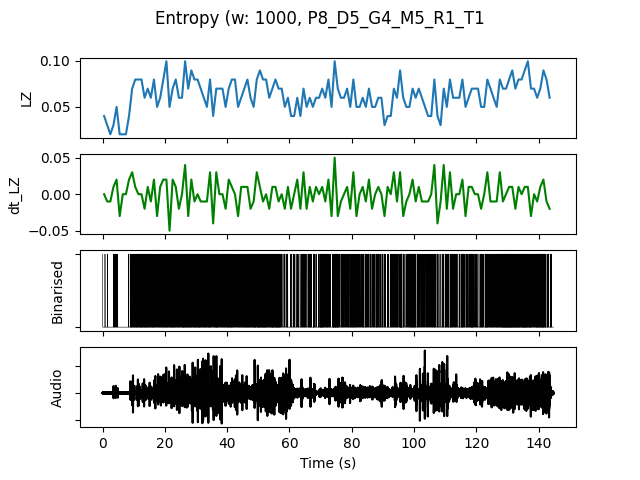 Entropy (w: 1000, P8_D5_G4_M5_R1_T1
0.10
0.05
LZ
0.05
0.00
−0.05
dt_LZ
Binarised
Audio
0 20 40 60 80 100 120 140
Time (s)